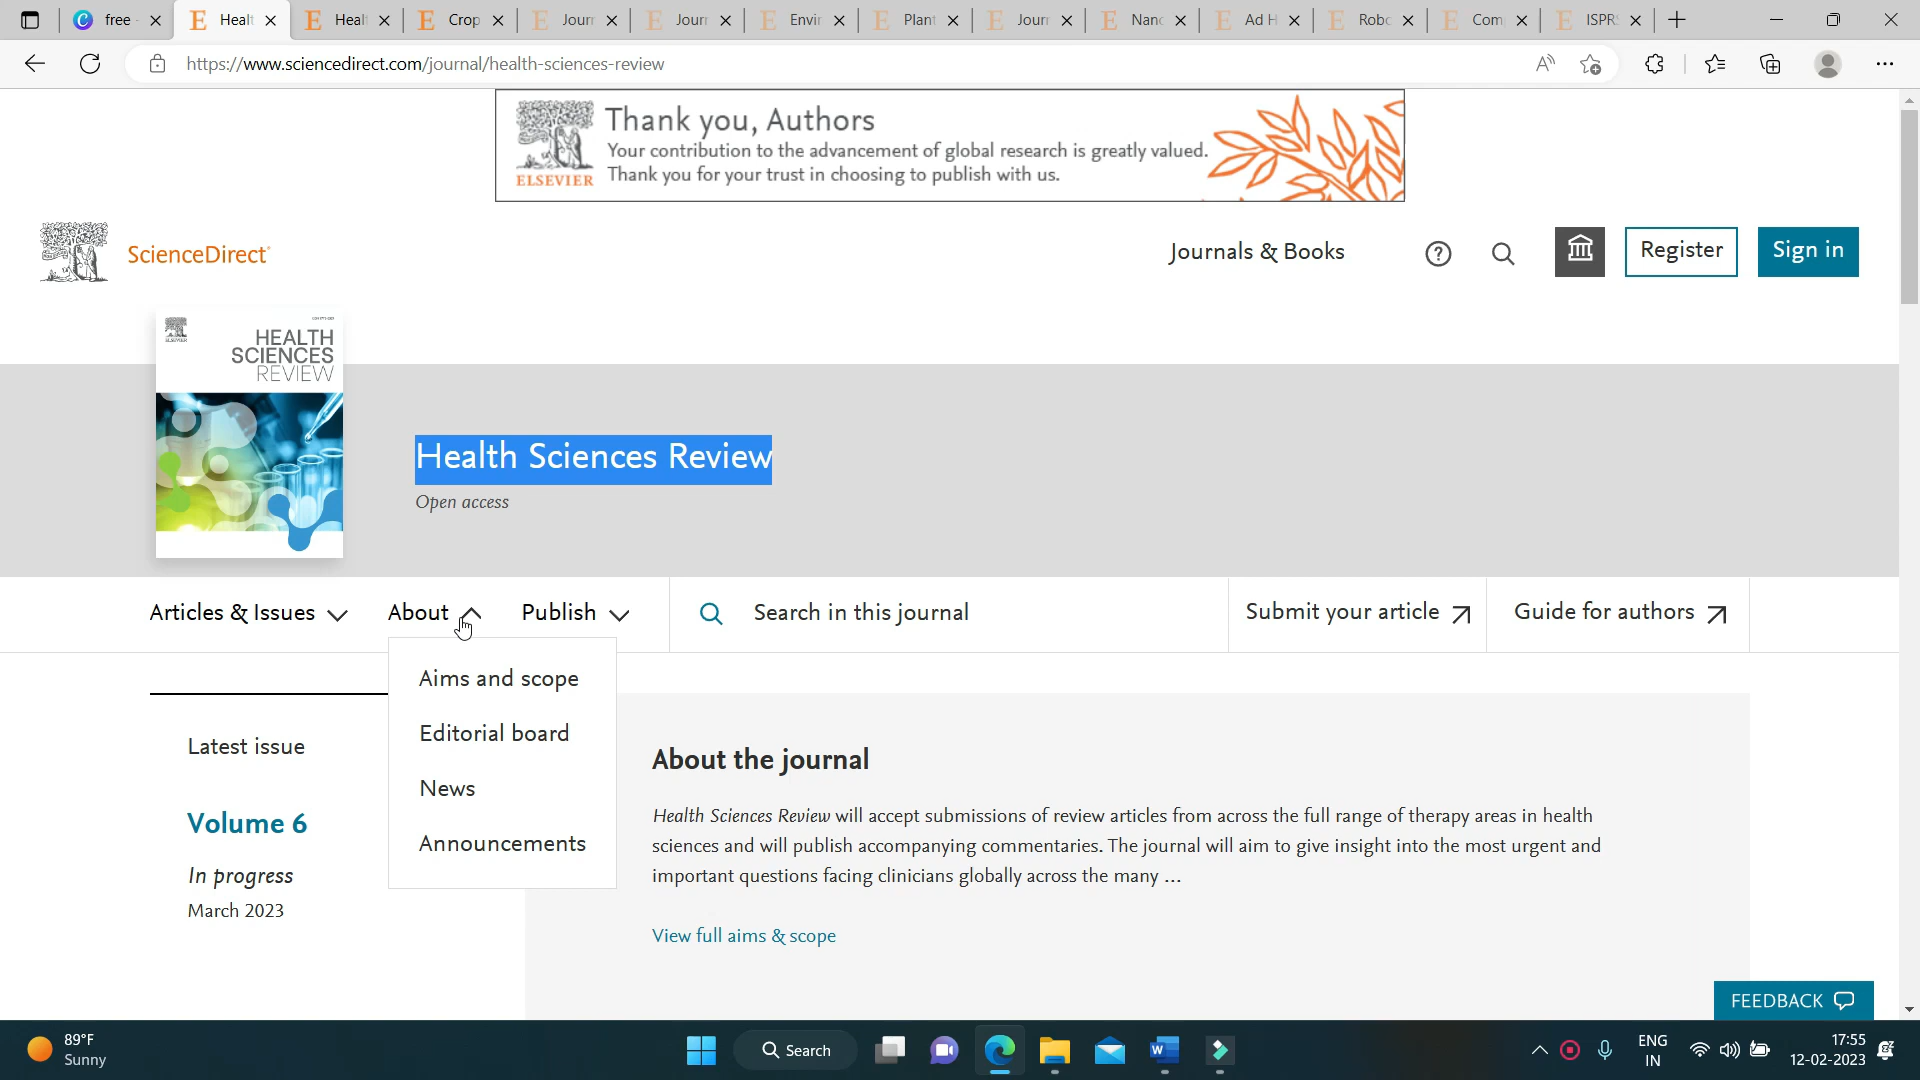 free
Healt
Healt
Crop
Journ
Journ
Envir
Plant
Journ
Nano
Ad H
Robo
Comp
ISPRS
https://www.sciencedirect.com/journal/health-sciences-review
Thank you, Authors
Your contribution to the advancement of global research is greatly valued.
Thank you for your trust in choosing to publish with us.
ELSEVIER
ScienceDirect
Journals & Books
Register
Sign in
HEALTH
SCIENCES
REVIEW
Health Sciences Review
Open access
Articles & Issues
About
Publish
Search in this journal
Submit your article
Guide for authors
Aims and scope
Editorial board
News
Announcements
Latest issue
Volume 6
In progress
March 2023
About the journal
Health Sciences Review will accept submissions of review articles from across the full range of therapy areas in health
sciences and will publish accompanying commentaries. The journal will aim to give insight into the most urgent and
important questions facing clinicians globally across the many ...
View full aims & scope
FEEDBACK
89°F
Sunny
Search
ENG
IN
17:55
12-02-2023